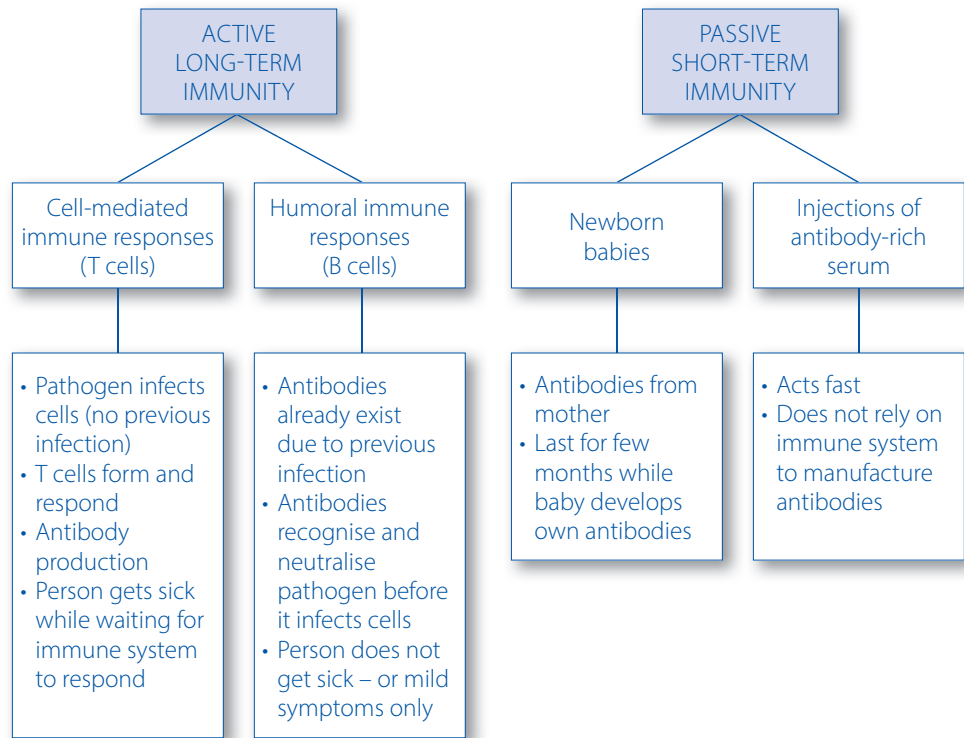 ACTIVE
LONG-TERM
IMMUNITY
PASSIVE
SHORT-TERM
IMMUNITY
Cell-mediated
immune responses
(T cells)
Humoral immune
responses
(B cells)
Newborn
babies
Injections of
antibody-rich
serum
• Pathogen infects
cells (no previous
infection)
• T cells form and
respond
• Antibody
production
• Person gets sick
while waiting for
immune system
to respond
• Antibodies
already exist
due to previous
infection
• Antibodies
recognise and
neutralise
pathogen before
it infects cells
• Person does not
get sick – or mild
symptoms only
• Antibodies from
mother
• Last for few
months while
baby develops
own antibodies
• Acts fast
• Does not rely on
immune system
to manufacture
antibodies